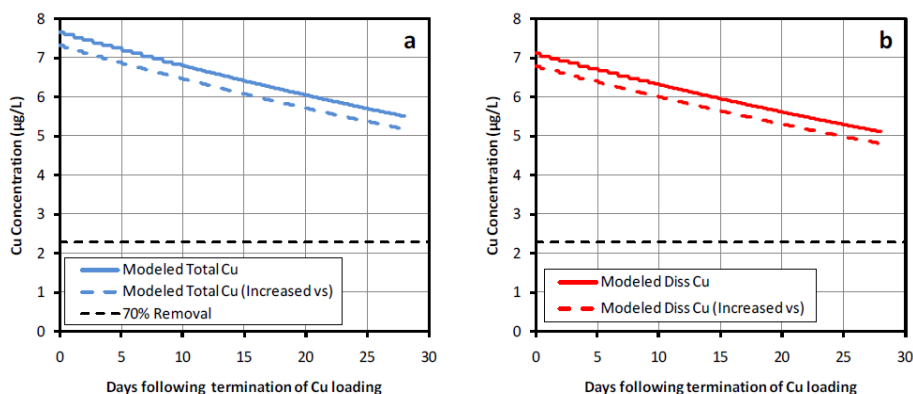 8
7
6
5
4
3
2
1
0
Cu Concentration (µg/L)
a
Modeled Total Cu
Modeled Total Cu (Increased vs)
70% Removal
0 5 10 15 20 25 30
Days following termination of Cu loading
8
7
6
5
4
3
2
1
0
Cu Concentration (µg/L)
b
Modeled Diss Cu
Modeled Diss Cu (Increased vs)
0 5 10 15 20 25 30
Days following termination of Cu loading